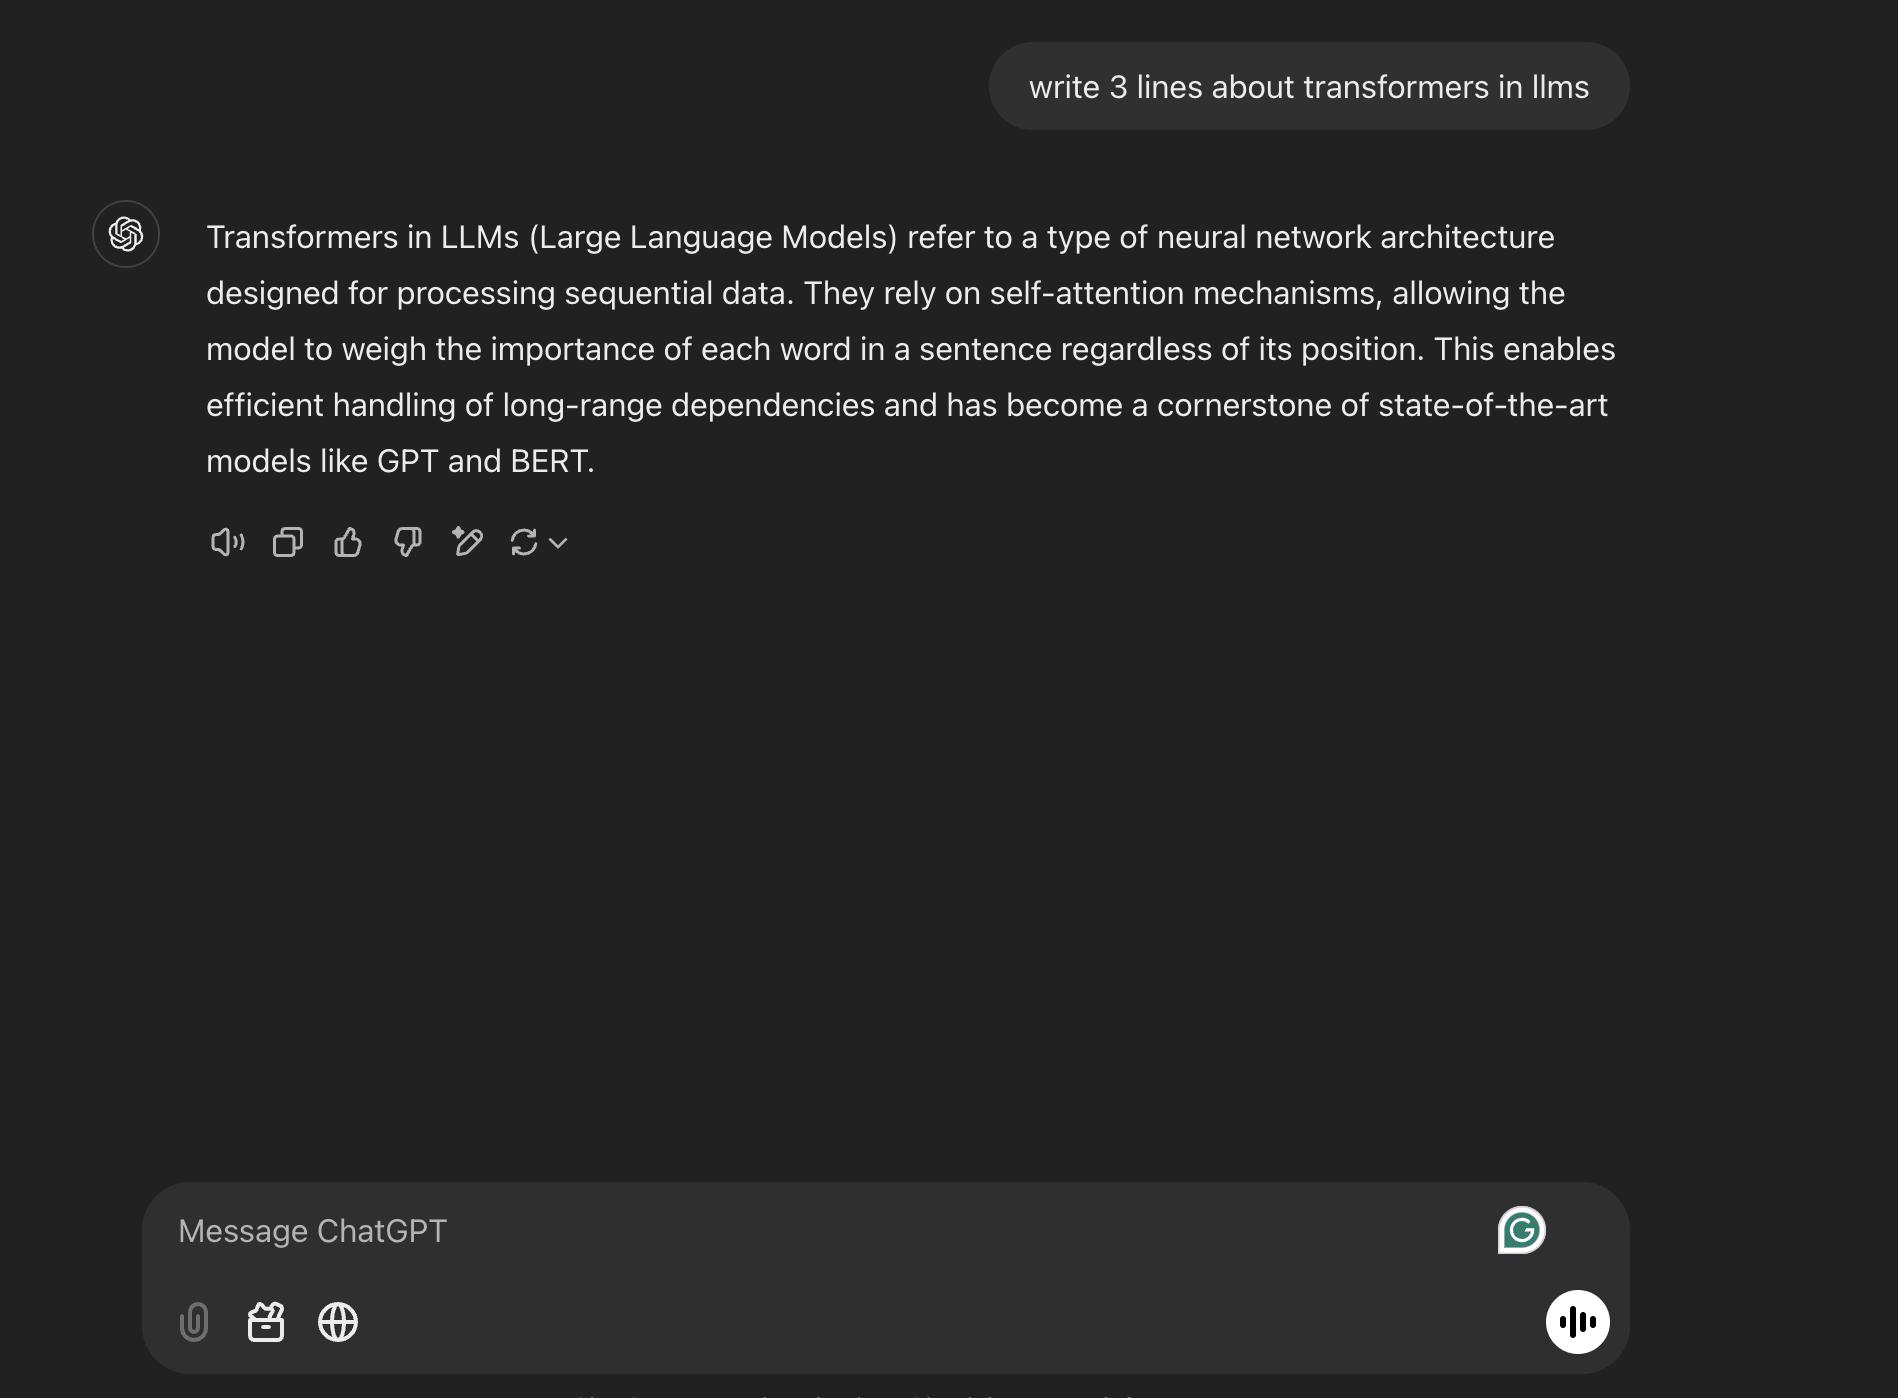 write 3 lines about transformers in llms
Transformers in LLMs (Large Language Models) refer to a type of neural network architecture
designed for processing sequential data. They rely on self-attention mechanisms, allowing the
model to weigh the importance of each word in a sentence regardless of its position. This enables
efficient handling of long-range dependencies and has become a cornerstone of state-of-the-art
models like GPT and BERT.
Message ChatGPT